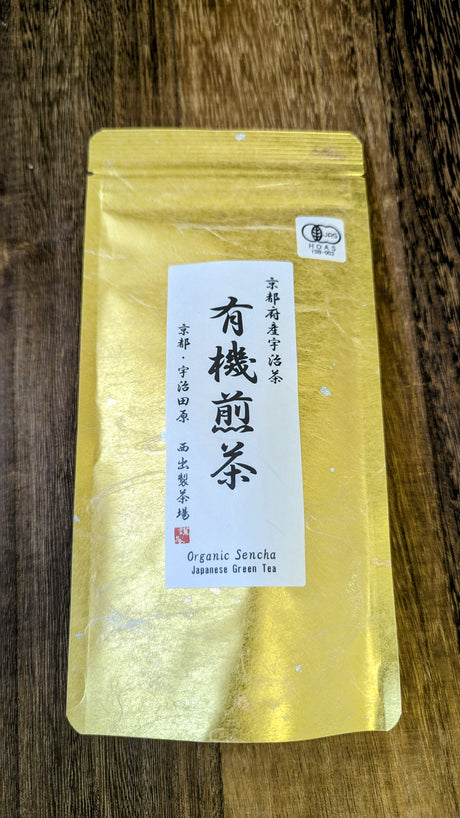 JAS
HOAS
京都府産宇治茶
有機煎茶
京都・宇治田原 西出製茶場
Organic Sencha
Japanese Green Tea